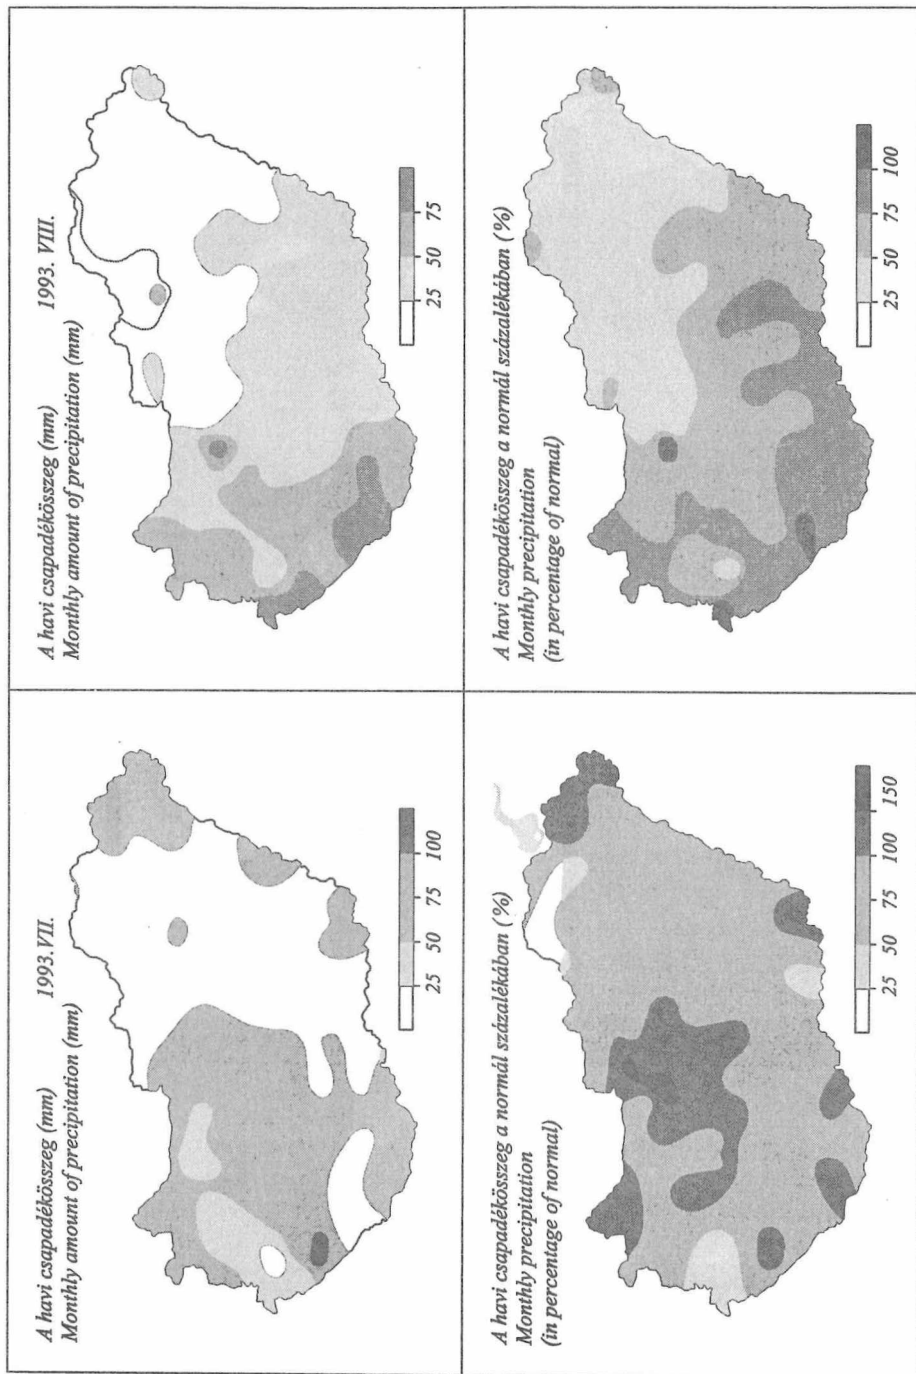 A havi csapadékösszeg (mm) 1993.VII.
Monthly amount of precipitation (mm)
25 50 75 100
A havi csapadékösszeg (mm) 1993. VIII.
Monthly amount of precipitation (mm)
25 50 75
A havi csapadékösszeg a normál százalékában (%)
Monthly precipitation
(in percentage of normal)
25 50 75 100 150
A havi csapadékösszeg a normál százalékában (%)
Monthly precipitation
(in percentage of normal)
25 50 75 100